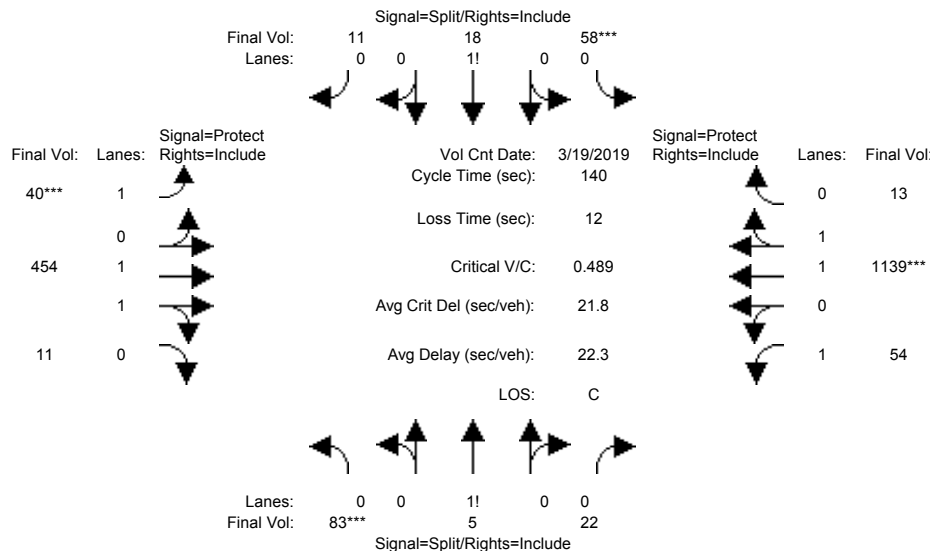 Signal=Split/Rights=Include
Final Vol: 11 18 58***
Lanes: 0 0 1! 0 0
Signal=Protect Signal=Protect
Final Vol: Lanes: Rights=Include Vol Cnt Date: 3/19/2019 Rights=Include Lanes: Final Vol:
Cycle Time (sec): 140
40*** 1 0 13
Loss Time (sec): 12
0 1
454 1 Critical V/C: 0.489 1 1139***
1 Avg Crit Del (sec/veh): 21.8 0
11 0 Avg Delay (sec/veh): 22.3 1 54
LOS: C
Lanes: 0 0 1! 0 0
Final Vol: 83*** 5 22
Signal=Split/Rights=Include